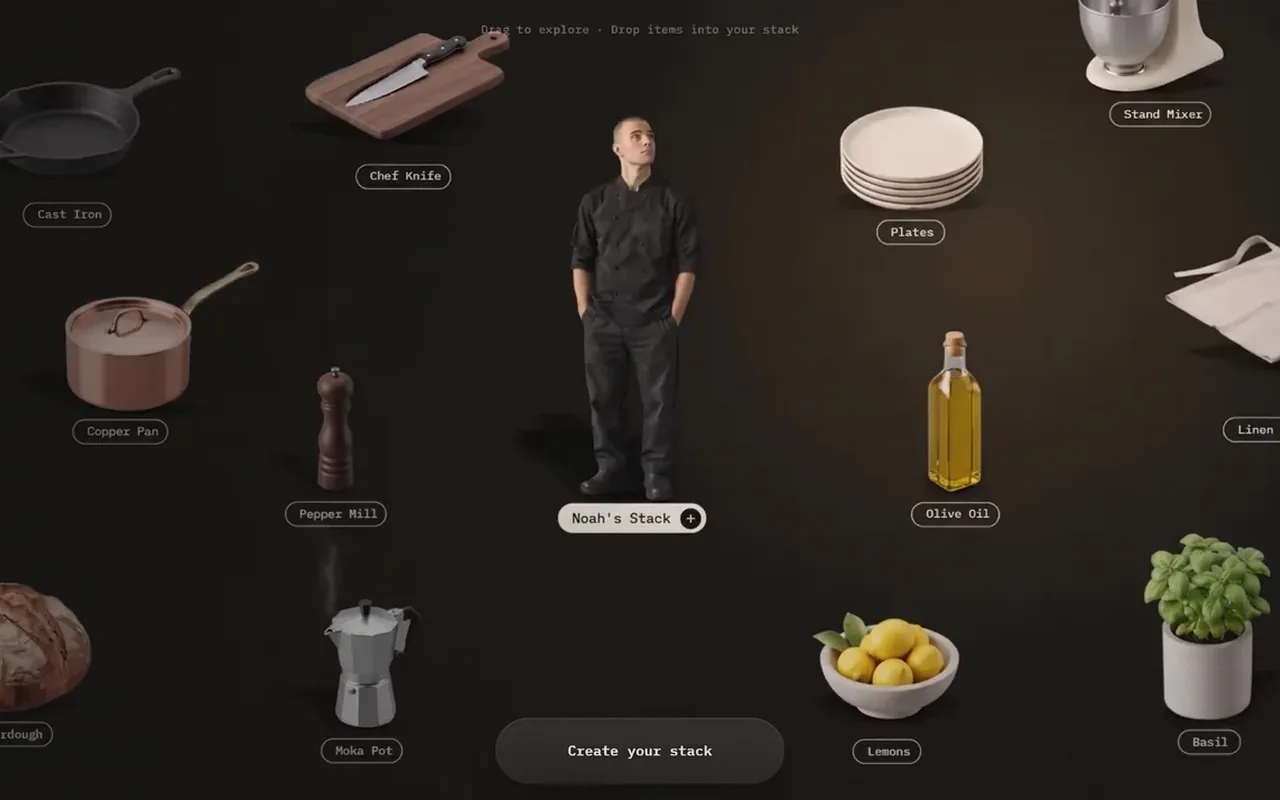 Drag to explore · Drop items into your stack
Stand Mixer
Chef Knife
Cast Iron
Plates
Copper Pan
Linen
Pepper Mill
Noah's Stack +
Olive Oil
rdough
Moka Pot
Create your stack
Lemons
Basil